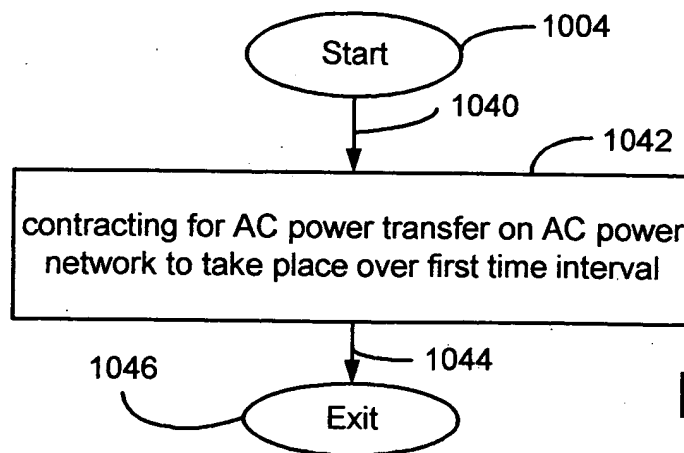 Start
1004
1040
1042
contracting for AC power transfer on AC power
network to take place over first time interval
1044
1046
Exit